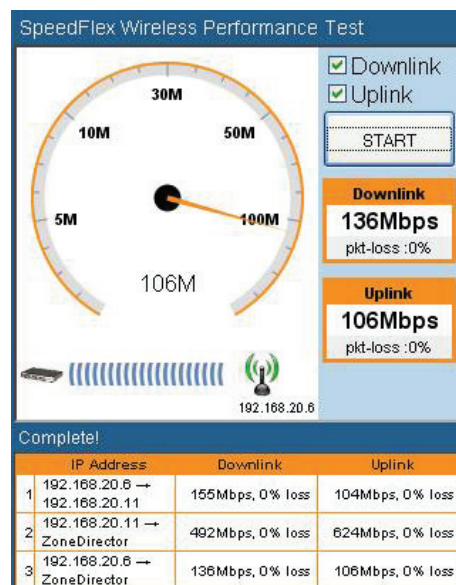 SpeedFlex Wireless Performance Test
Downlink
Uplink
START
30M
10M
50M
5M
100M
106M
Downlink
136Mbps
pkt-loss :0%
Uplink
106Mbps
pkt-loss :0%
192.168.20.6
Complete!
IP Address Downlink Uplink
1 192.168.20.6 → 155Mbps, 0% loss 104Mbps, 0% loss
192.168.20.11
2 192.168.20.11 → 492Mbps, 0% loss 624Mbps, 0% loss
ZoneDirector
3 192.168.20.6 → 136Mbps, 0% loss 106Mbps, 0% loss
ZoneDirector